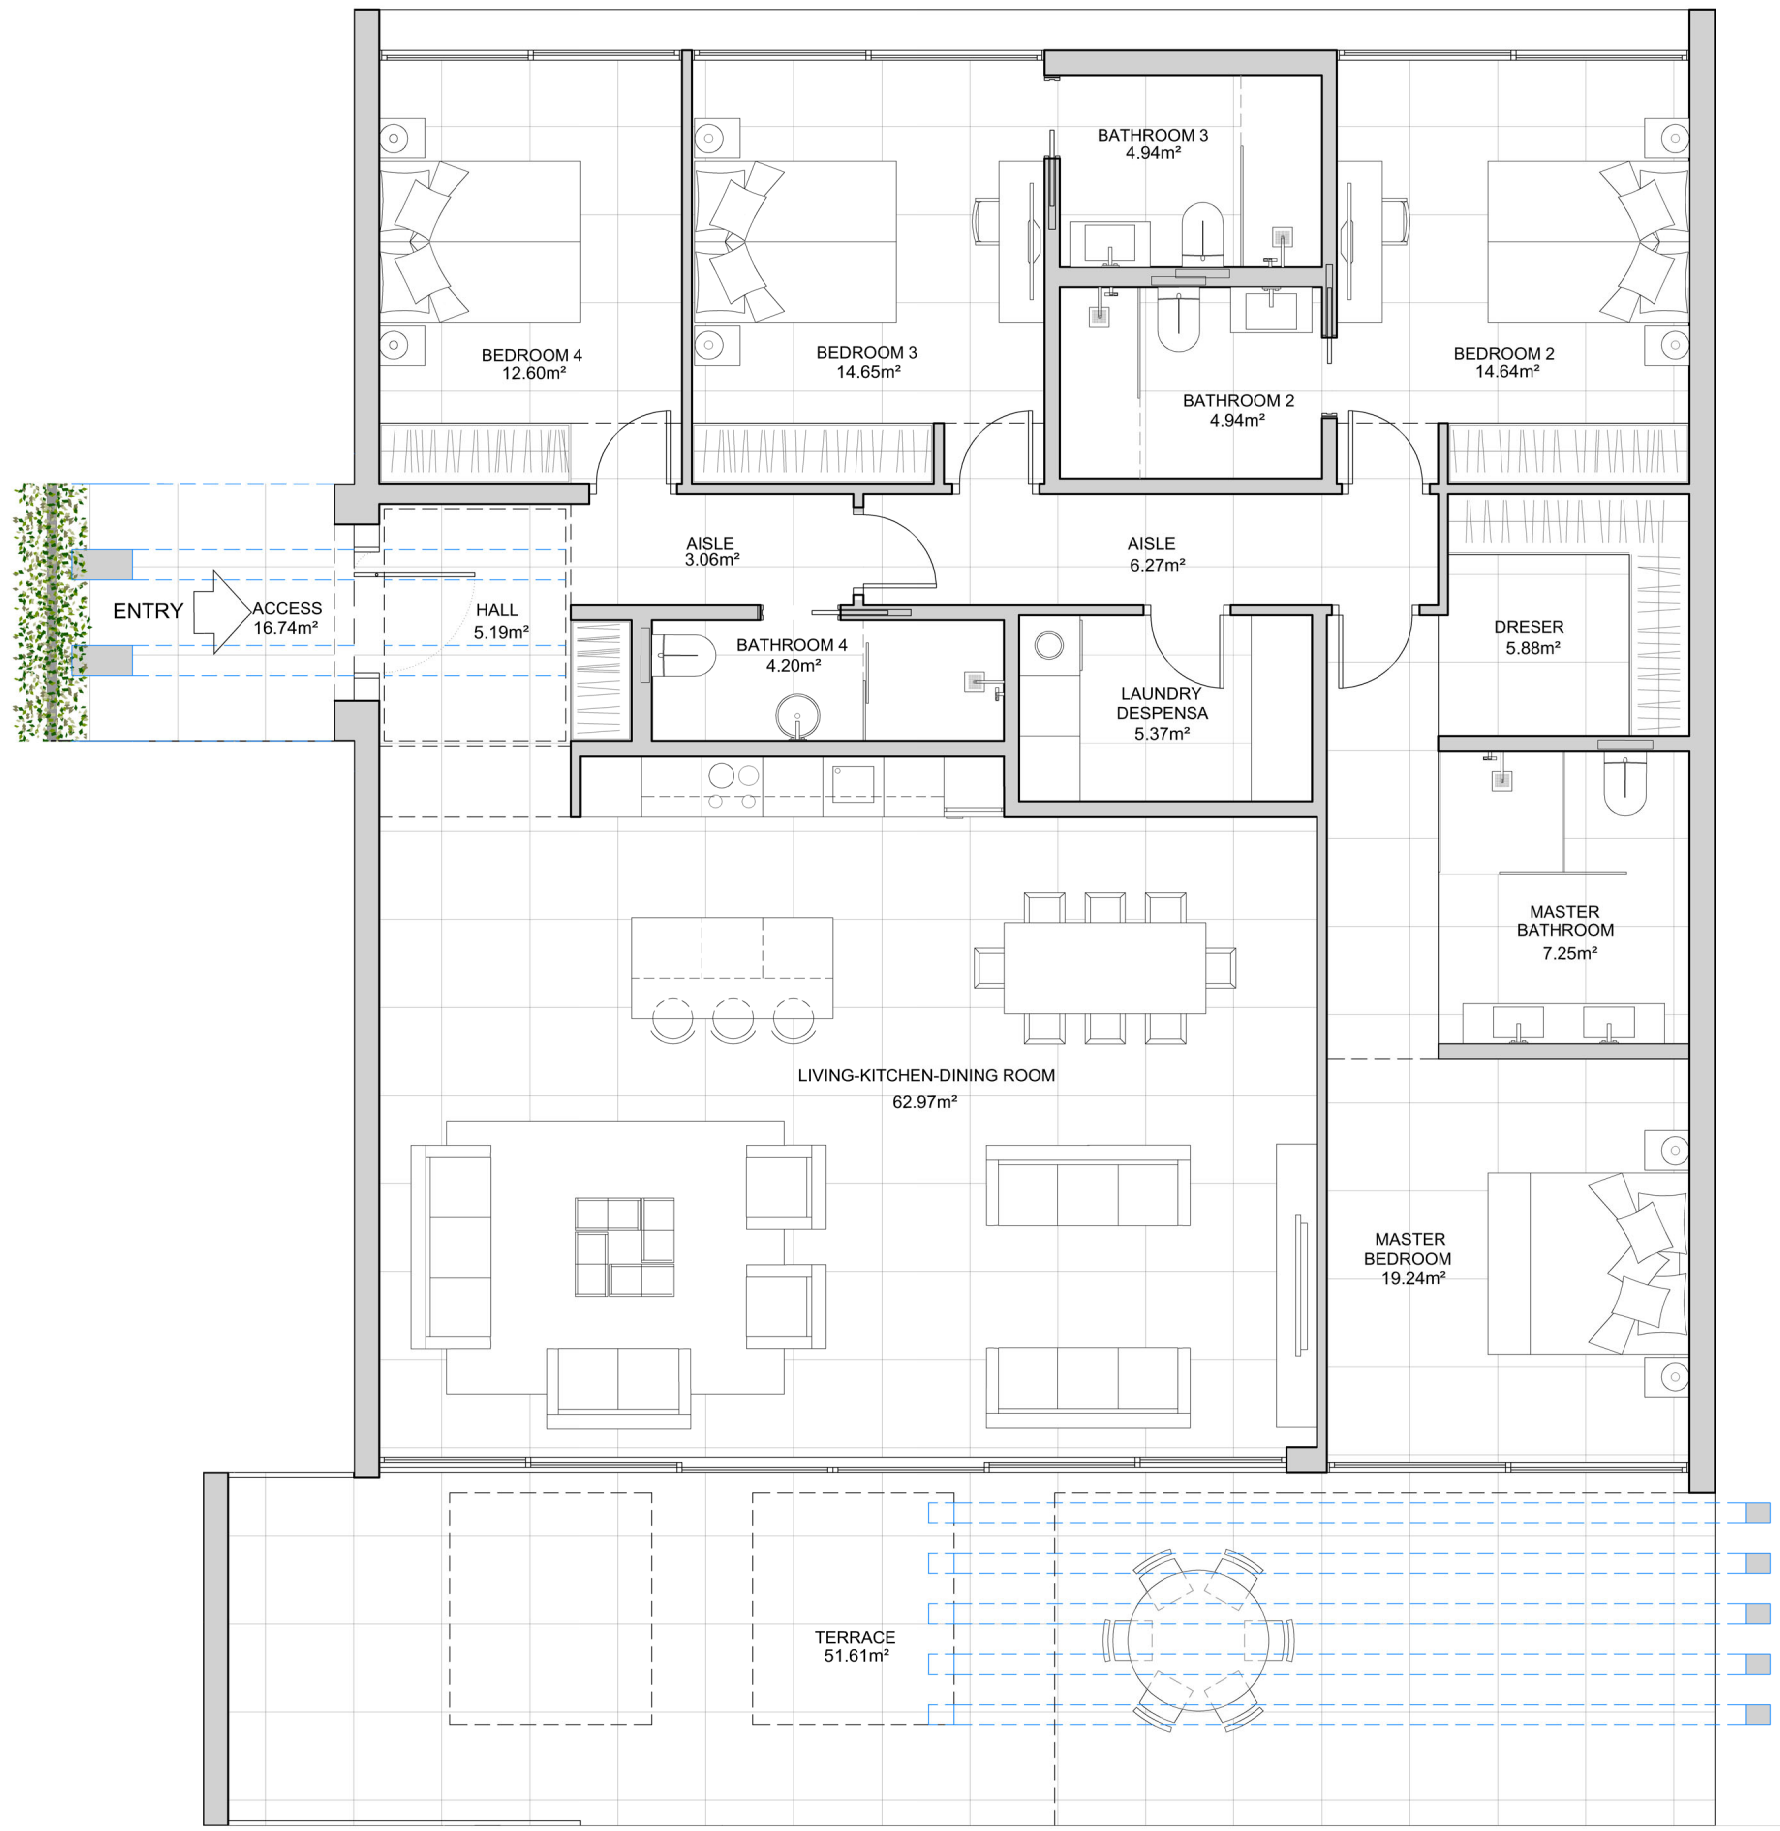 BATHROOM 3
4.94m²
BEDROOM 4
12.60m²
BEDROOM 3
14.65m²
BEDROOM 2
14.64m²
BATHROOM 2
4.94m²
AISLE
3.06m²
AISLE
6.27m²
ENTRY
ACCESS
16.74m²
HALL
5.19m²
BATHROOM 4
4.20m²
DRESER
5.88m²
LAUNDRY
DESPENSA
5.37m²
MASTER
BATHROOM
7.25m²
LIVING-KITCHEN-DINING ROOM
62.97m²
MASTER
BEDROOM
19.24m²
TERRACE
51.61m²